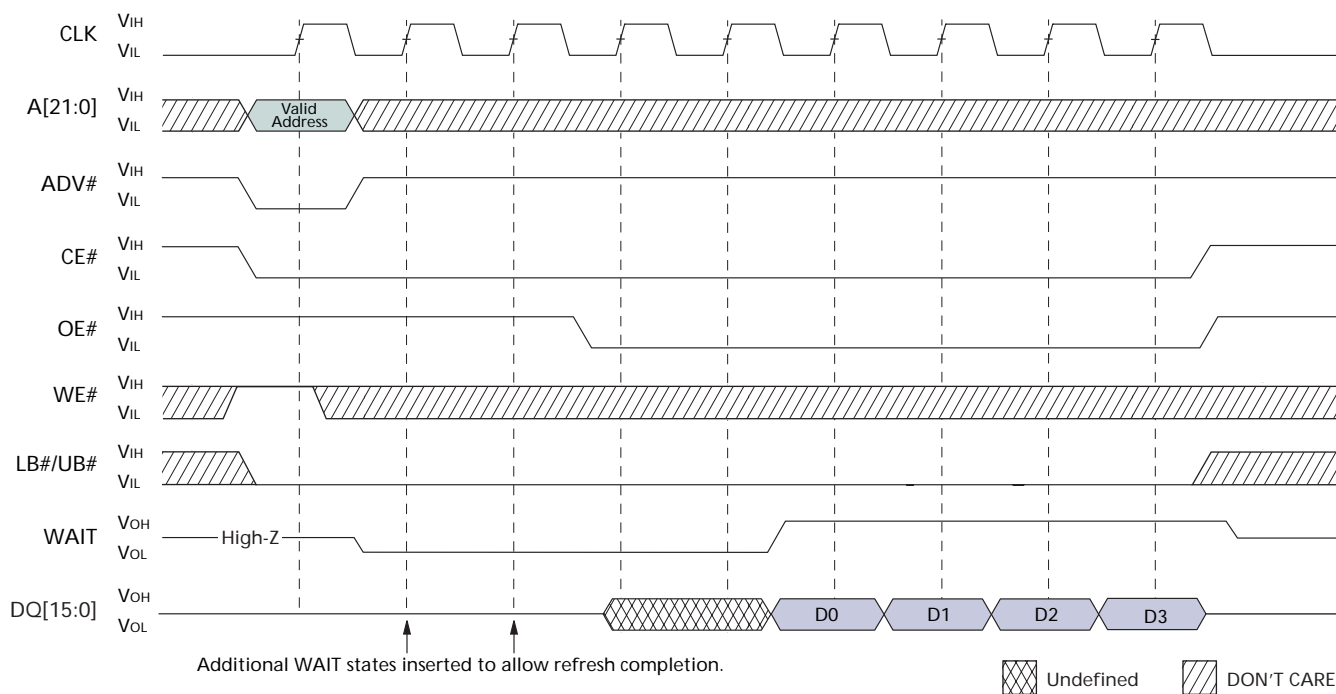 CLK VIH
VIL
A[21:0] VIH
VIL
Valid
Address
ADV# VIH
VIL
CE# VIH
VIL
OE# VIH
VIL
WE# VIH
VIL
LB#/UB# VIH
VIL
WAIT VOH
VOL
High-Z
DQ[15:0] VOH
VOL
D0 D1 D2 D3
Additional WAIT states inserted to allow refresh completion.
Undefined DON'T CARE